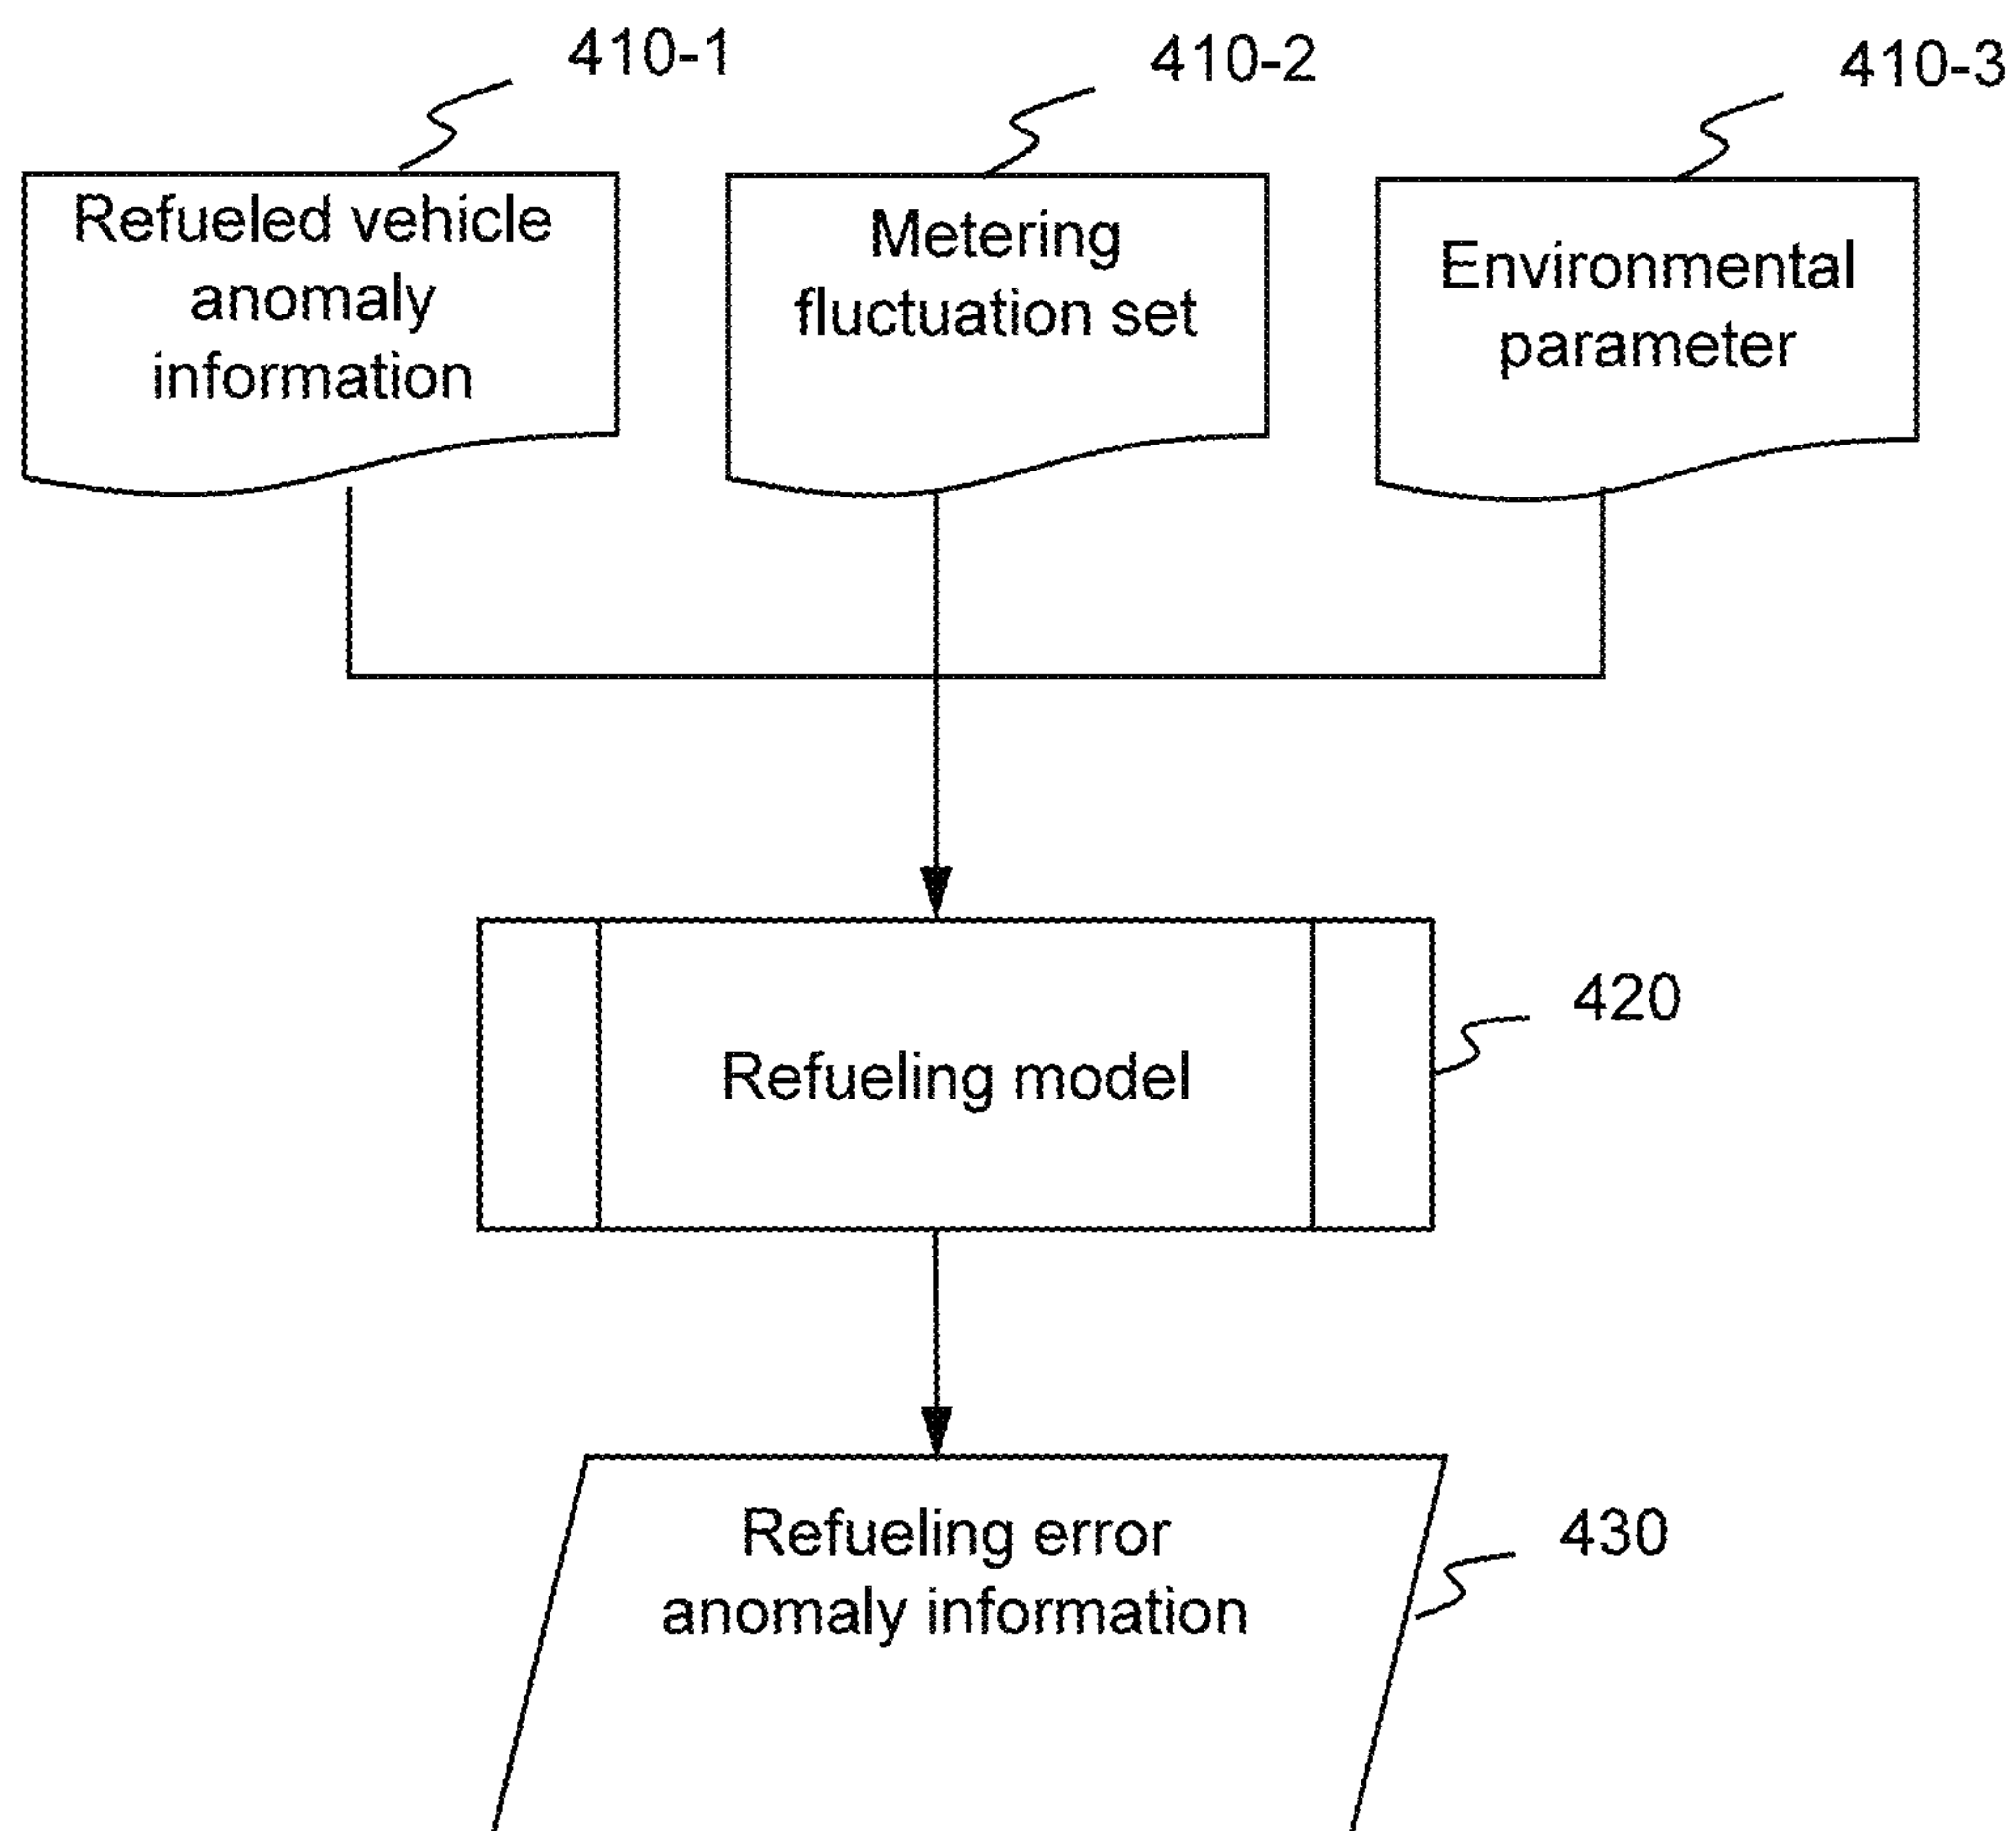 410-1
410-2
410-3
Refueled vehicle
anomaly
information
Metering
fluctuation set
Environmental
parameter
Refueling model
420
Refueling error
anomaly information
430